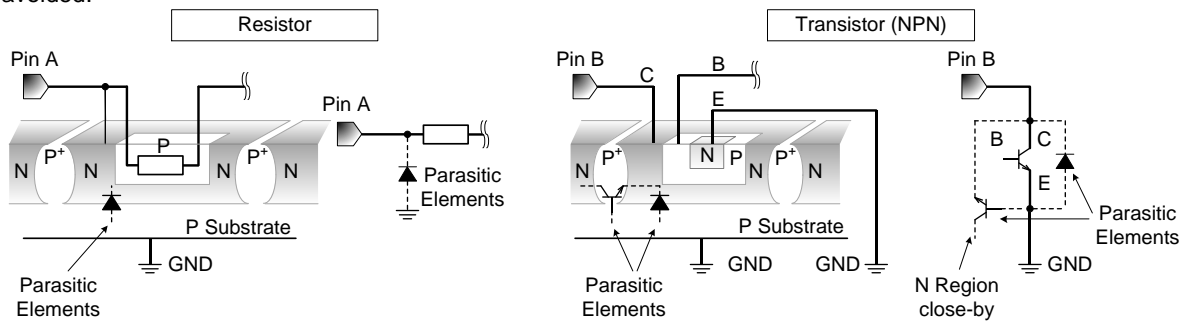 avoided.
Resistor
Transistor (NPN)
Pin A
Pin A
P
N
P+
N
N
P+
N
Parasitic
Elements
P Substrate
GND
Parasitic
Elements
Pin B
C
B
E
N
P+
N
N
P
P+
N
P Substrate
GND
GND
Parasitic
Elements
Pin B
B
C
E
Parasitic
Elements
GND
N Region
close-by